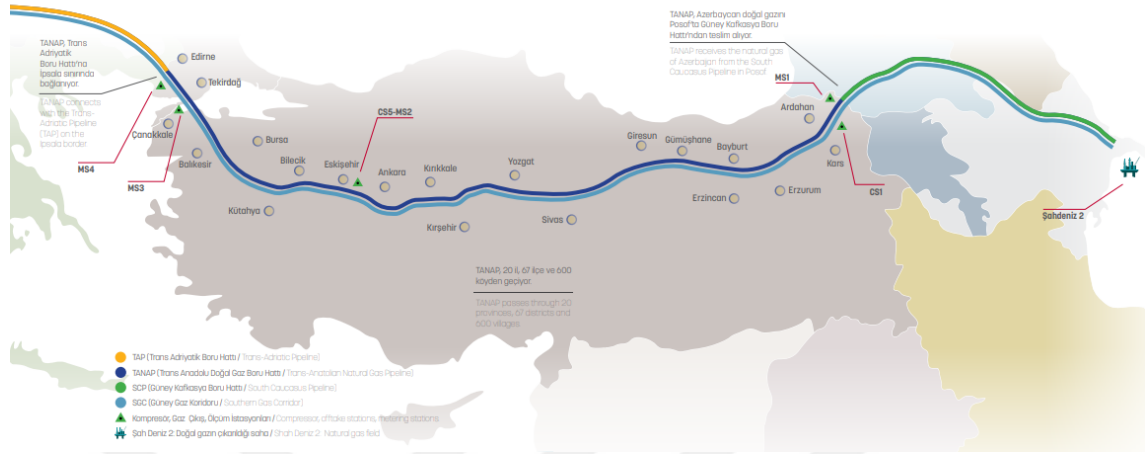 TANAP, Trans
Adriyatik
Boru Hattı'na
İpsala sınırında
bağlanıyor.
TANAP connects
with the Trans-
Adriatic Pipeline
(TAP) on the
Ipsala border
MS4
MS3
Edirne
Tekirdağ
Çanakkale
Balıkesir
Bursa
Bilecik
Kütahya
Eskişehir
CS5-MS2
Ankara
Kırıkkale
Kırşehir
Yozgat
Sivas
Giresun
Gümüşhane
Bayburt
Erzincan
Erzurum
TANAP, Azerbaycan doğal gazını
Posof'ta Güney Kafkasya Boru
Hattı'ndan teslim alıyor.
TANAP receives the natural gas
of Azerbaijan from the South
Caucasus Pipeline in Posof
MS1
Ardahan
Kars
CS1
Şahdeniz 2
TANAP, 20 il, 67 ilçe ve 600
köyden geçiyor.
TANAP passes through 20
provinces, 67 districts and
600 villages
TAP (Trans Adriyatik Boru Hattı / Trans-Adriatic Pipeline)
TANAP (Trans Anadolu Doğal Gaz Boru Hattı / Trans-Anatolian Natural Gas Pipeline)
SCP (Güney Kafkasya Boru Hattı / South Caucasus Pipeline)
SGC (Güney Gaz Koridoru / Southern Gas Corridor)
Kompresör, Gaz Çıkış, Ölçüm İstasyonları / Compressor, offtake stations, metering stations
Şah Deniz 2: Doğal gazın çıkarıldığı saha / Shah Deniz 2: Natural gas field